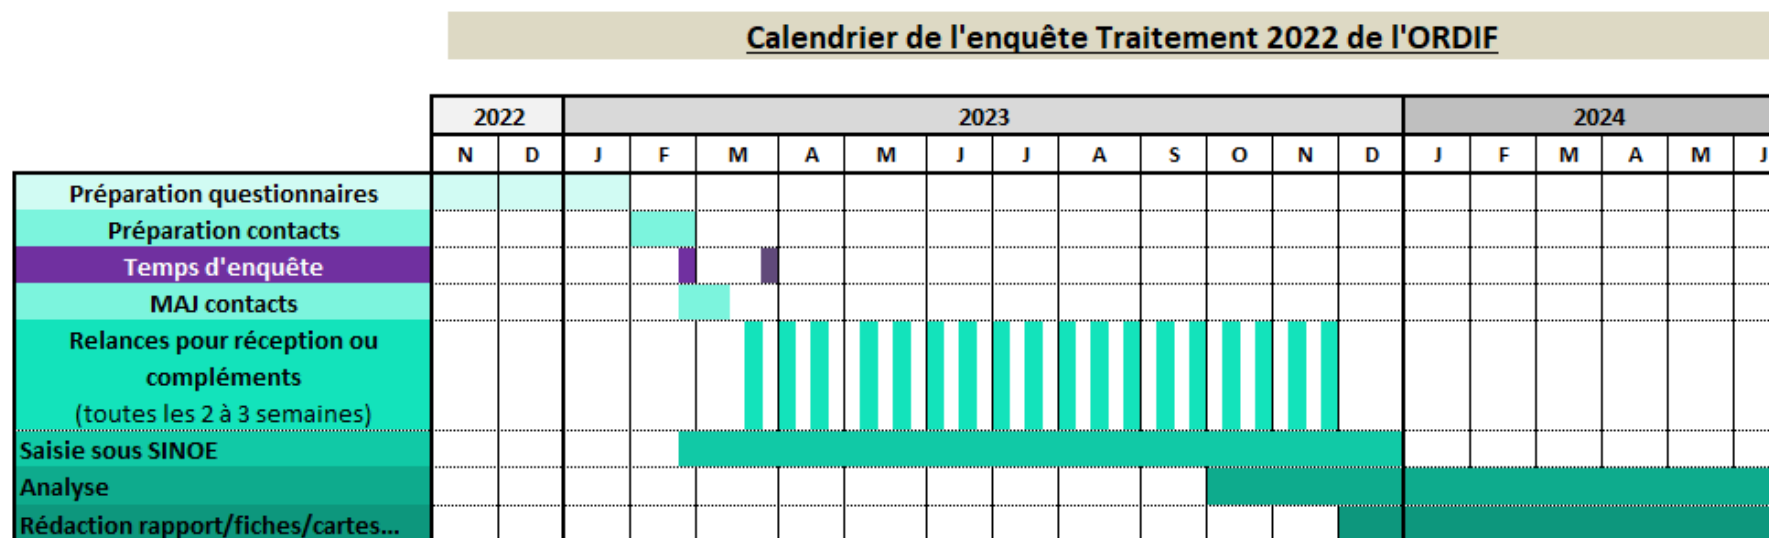 Calendrier de l'enquête Traitement 2022 de l'ORDIF
2022 2023 2024
N D J F M A M J J A S O N D J F M A M J
Préparation questionnaires
Préparation contacts
Temps d'enquête
MAJ contacts
Relances pour réception ou
compléments
(toutes les 2 à 3 semaines)
Saisie sous SINOE
Analyse
Rédaction rapport/fiches/cartes...